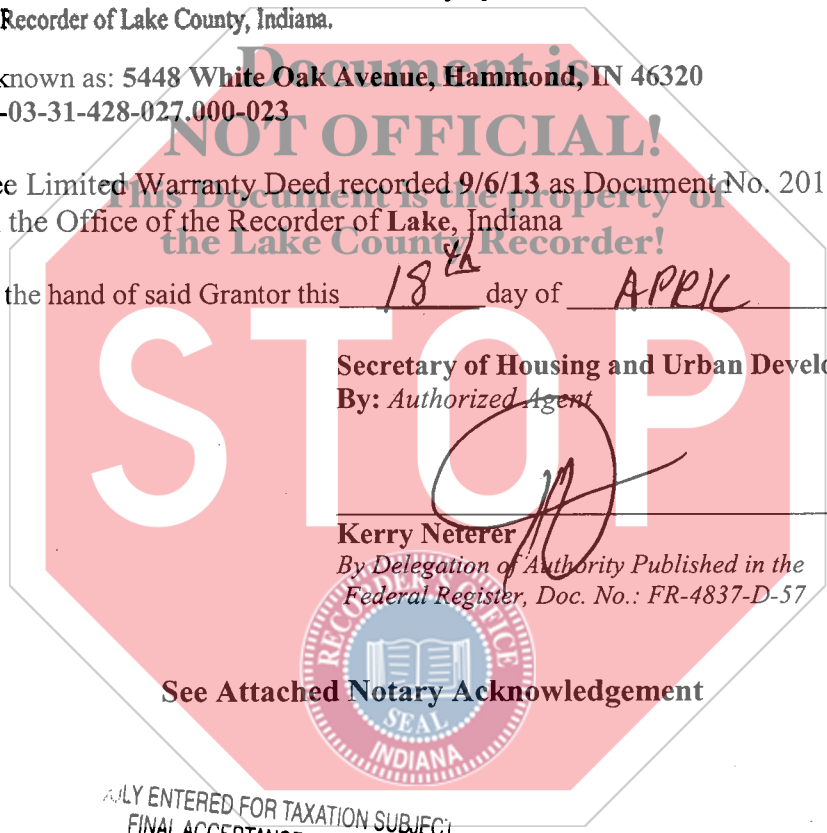 Recorder of Lake County, Indiana.
Document is
known as: 5448 White Oak Avenue, Hammond, IN 46320
-03-31-428-027.000-023
NOT OFFICIAL!
ee Limited Warranty Deed recorded 9/6/13 as Document No. 201
This Document is the property of
the Office of the Recorder of Lake, Indiana
the Lake County Recorder!
the hand of said Grantor this 18th day of APRIL
STOP
Secretary of Housing and Urban Develo
By: Authorized Agent
Kerry Neterer
By Delegation of Authority Published in the
Federal Register, Doc. No.: FR-4837-D-57
RECORDER'S OFFICE
SEAL
INDIANA
See Attached Notary Acknowledgement
ULY ENTERED FOR TAXATION SUBJECT
FINAL ACCEPTANCE